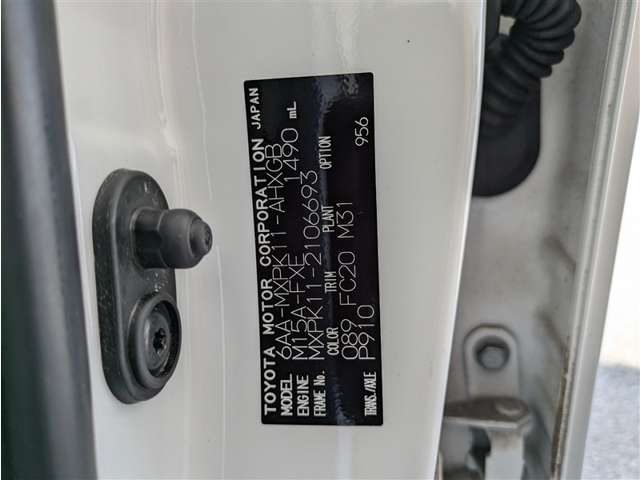 TOYOTA MOTOR CORPORATION JAPAN
MODEL 6AA-MXPK11-AHXGB
ENGINE M15A-FXE 1490 mL
FRAME No. MXPK11-2106693
COLOR TRIM PLANT OPTION
089 FC20 M31 956
TRANS./AXLE P910